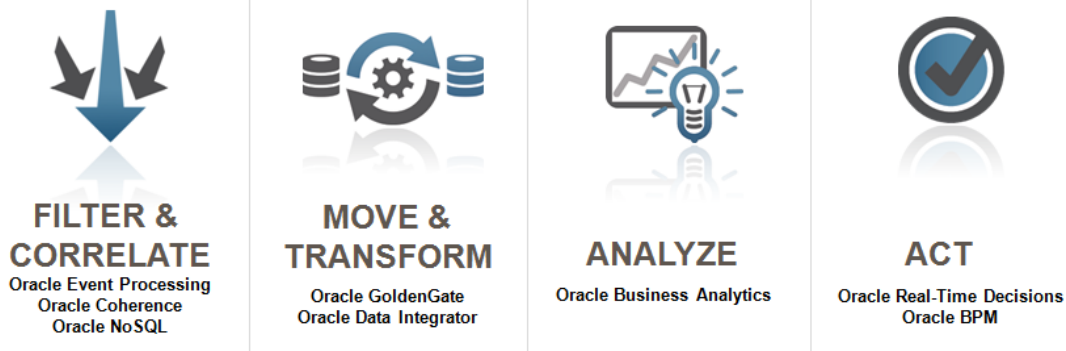 FILTER &
CORRELATE
Oracle Event Processing
Oracle Coherence
Oracle NoSQL
MOVE &
TRANSFORM
Oracle GoldenGate
Oracle Data Integrator
ANALYZE
Oracle Business Analytics
ACT
Oracle Real-Time Decisions
Oracle BPM